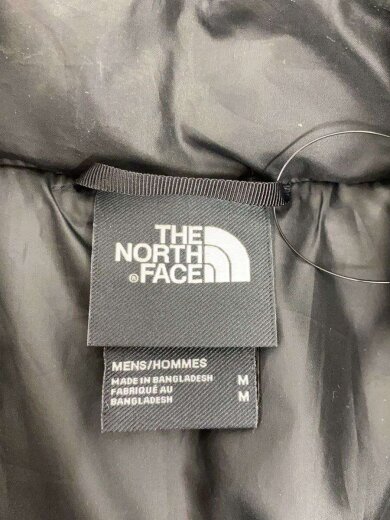 THE
NORTH
®FACE
MENS/HOMMES
MADE IN BANGLADESH M
FABRIQUÉ AU
BANGLADESH M